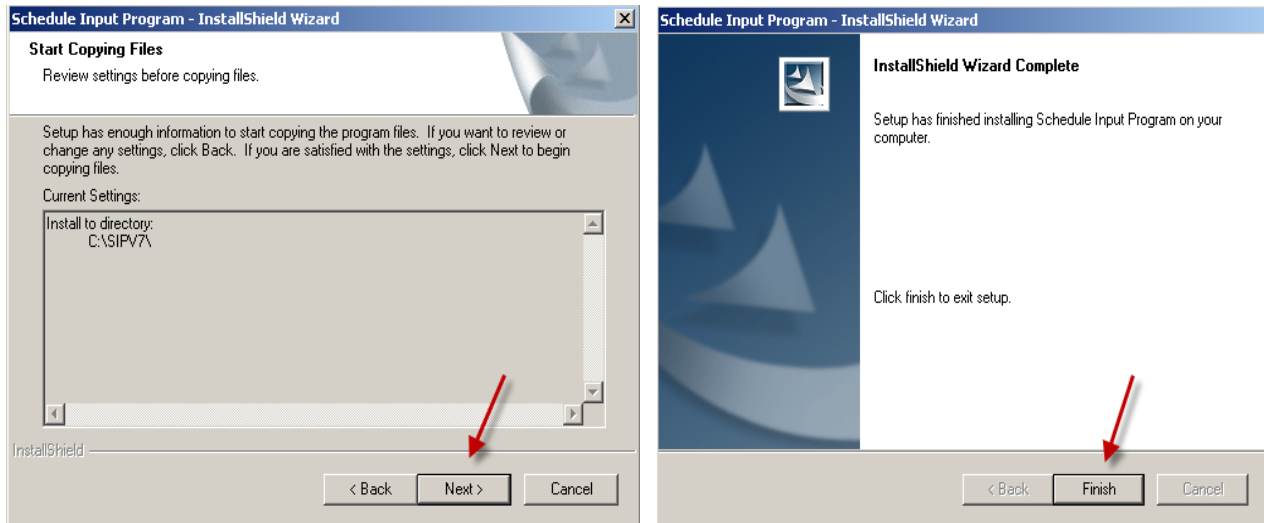 Schedule Input Program - InstallShield Wizard
Start Copying Files
Review settings before copying files.
Setup has enough information to start copying the program files. If you want to review or
change any settings, click Back. If you are satisfied with the settings, click Next to begin
copying files.
Current Settings:
Install to directory:
C:\SIPV7\
InstallShield
< Back
Next >
Cancel
Schedule Input Program - InstallShield Wizard
InstallShield Wizard Complete
Setup has finished installing Schedule Input Program on your
computer.
Click finish to exit setup.
< Back
Finish
Cancel